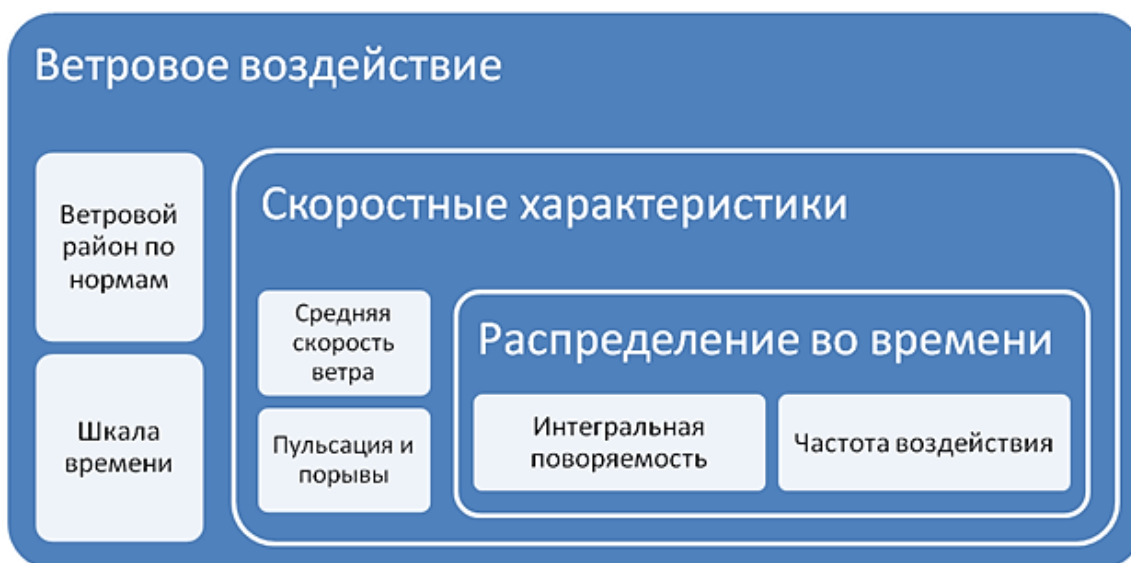 Ветровое воздействие
Ветровой
район по
нормам
Шкала
времени
Скоростные характеристики
Средняя
скорость
ветра
Пульсация и
порывы
Распределение во времени
Интегральная
поворяемость
Частота воздействия